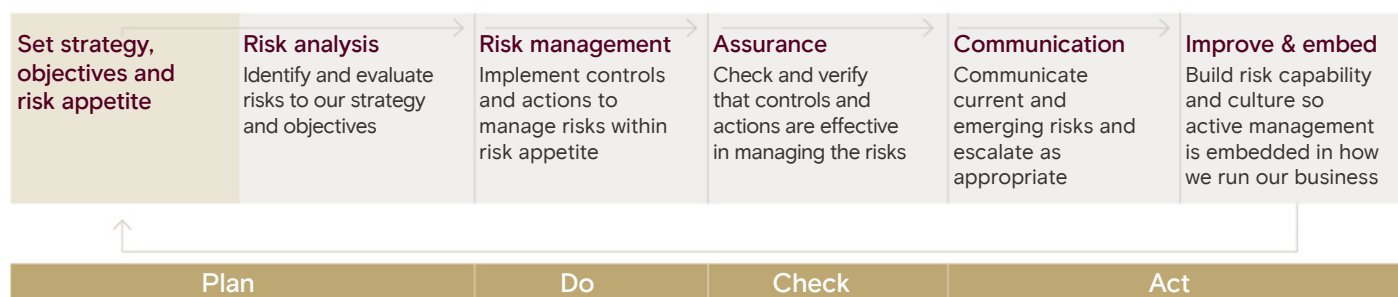 Set strategy,
objectives and
risk appetite
Risk analysis
Identify and evaluate
risks to our strategy
and objectives
Risk management
Implement controls
and actions to
manage risks within
risk appetite
Assurance
Check and verify
that controls and
actions are effective
in managing the risks
Communication
Communicate
current and
emerging risks and
escalate as
appropriate
Improve & embed
Build risk capability
and culture so
active management
is embedded in how
we run our business
Plan
Do
Check
Act